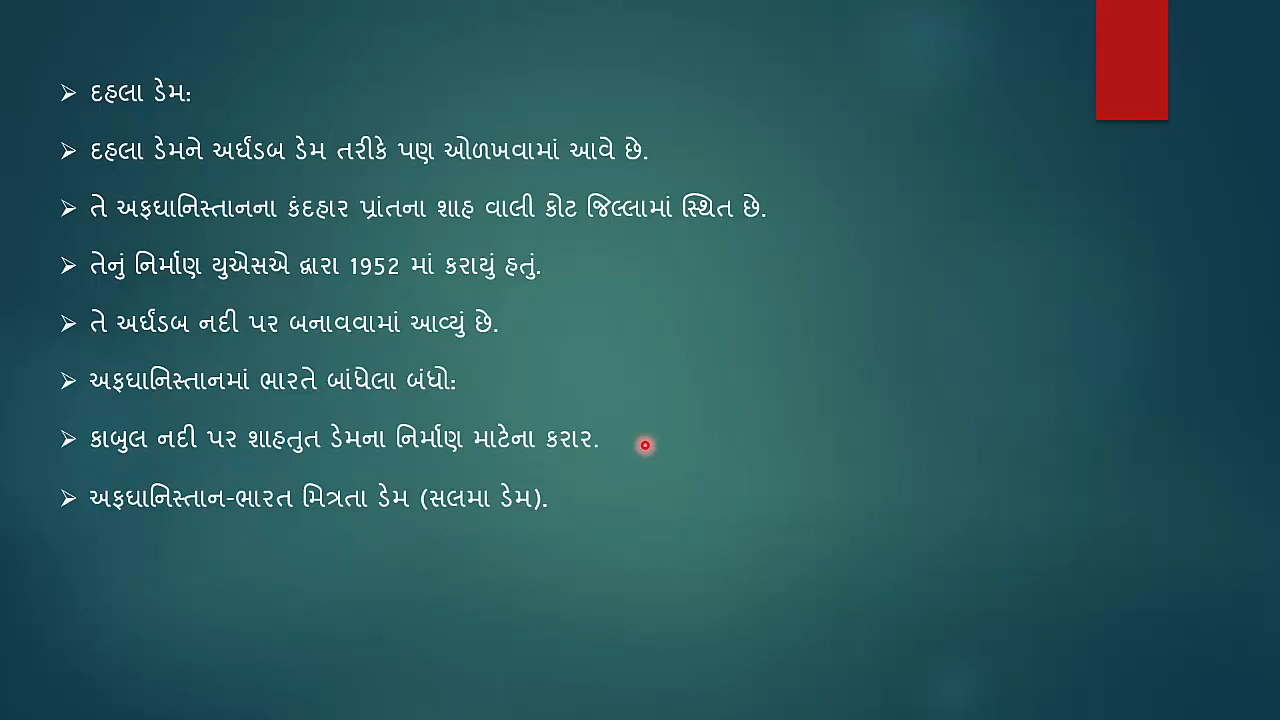 દહલા ડેમ:
દહલા ડેમને અર્ઘંડબ ડેમ તરીકે પણ ઓળખવામાં આવે છે.
તે અફઘાનિસ્તાનના કંદહાર પ્રાંતના શાહ વાલી કોટ જિલ્લામાં સ્થિત છે.
તેનું નિર્માણ યુએસએ દ્વારા 1952 માં કરાયું હતું.
તે અર્ઘંડબ નદી પર બનાવવામાં આવ્યું છે.
અફઘાનિસ્તાનમાં ભારતે બાંધેલા બંધો:
કાબુલ નદી પર શાહતુત ડેમના નિર્માણ માટેના કરાર.
અફઘાનિસ્તાન-ભારત મિત્રતા ડેમ (સલમા ડેમ).